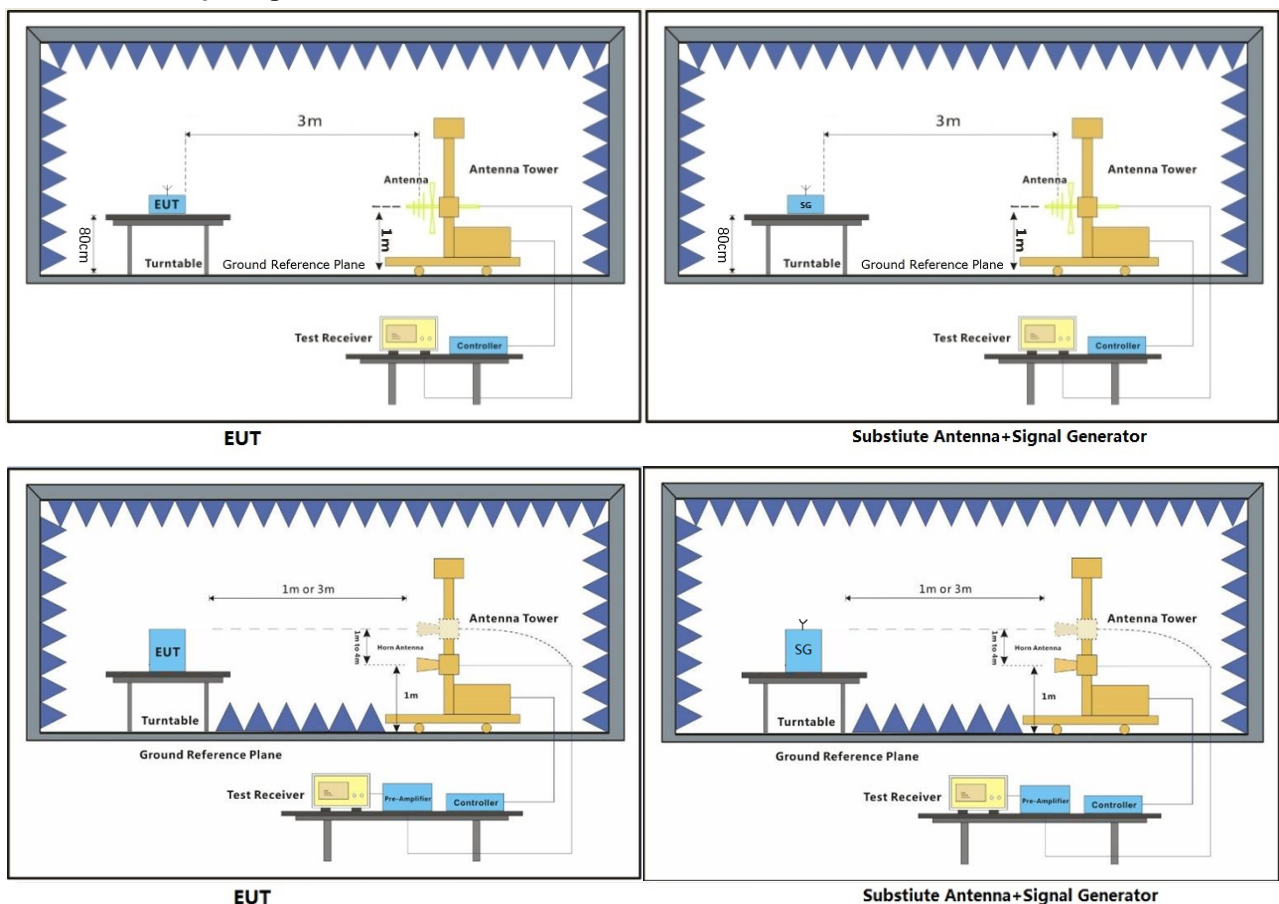 3m
Antenna Tower
Antenna
EUT
80cm
1m
Turntable
Ground Reference Plane
Test Receiver
Controller
EUT
3m
Antenna Tower
Antenna
SG
80cm
1m
Turntable
Ground Reference Plane
Test Receiver
Controller
Substiute Antenna+Signal Generator
1m or 3m
Antenna Tower
1m to 4m
Horn Antenna
EUT
1m
Turntable
Ground Reference Plane
Test Receiver
Pre-Amplifier
Controller
EUT
1m or 3m
Antenna Tower
1m to 4m
Horn Antenna
SG
1m
Turntable
Ground Reference Plane
Test Receiver
Pre-Amplifier
Controller
Substiute Antenna+Signal Generator